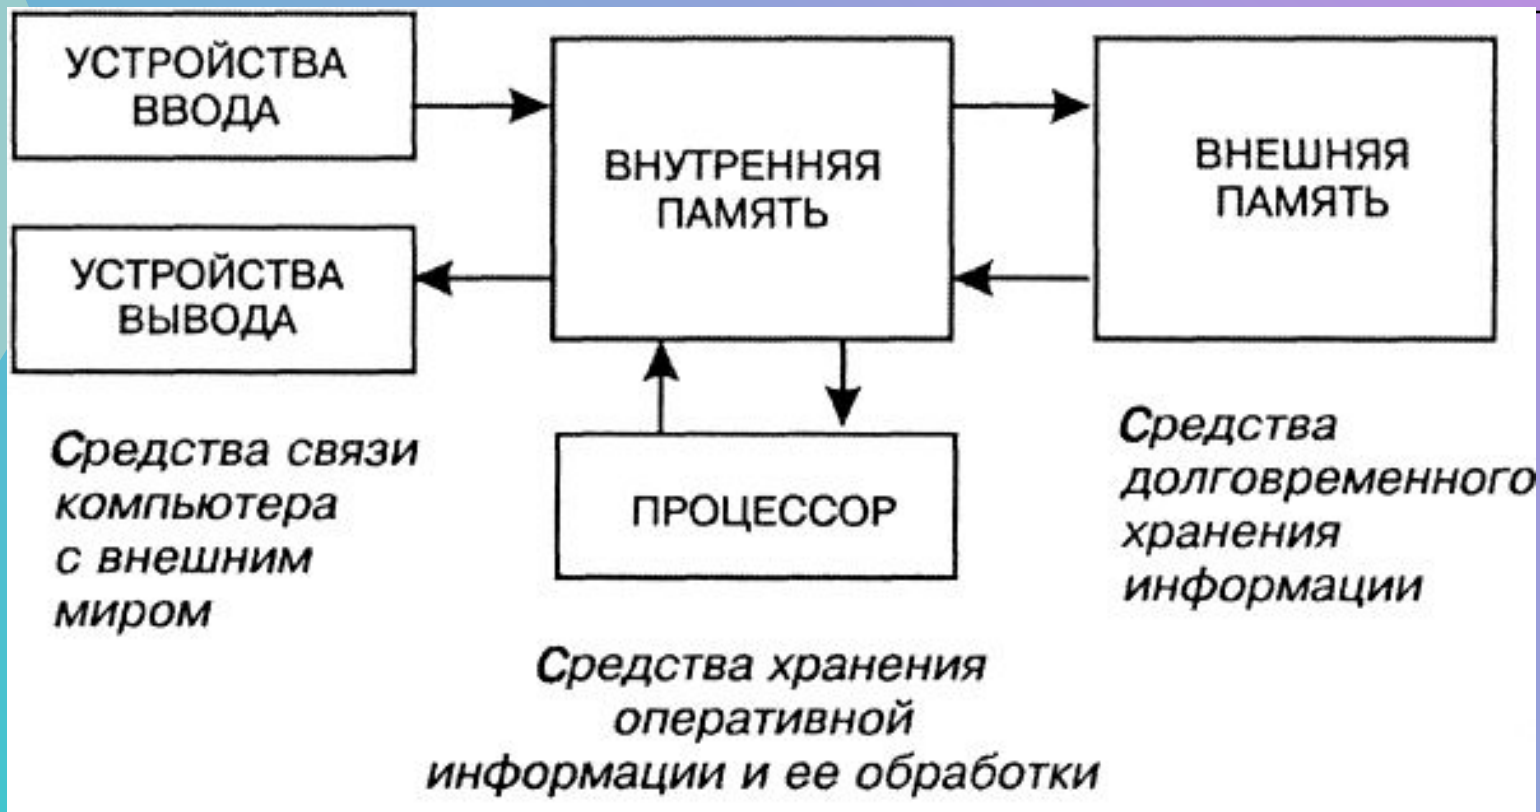 УСТРОЙСТВА
ВВОДА
УСТРОЙСТВА
ВЫВОДА
ВНУТРЕННЯЯ
ПАМЯТЬ
ВНЕШНЯЯ
ПАМЯТЬ
ПРОЦЕССОР
Средства связи
компьютера
с внешним
миром
Средства хранения
оперативной
информации и ее обработки
Средства
долговременного
хранения
информации